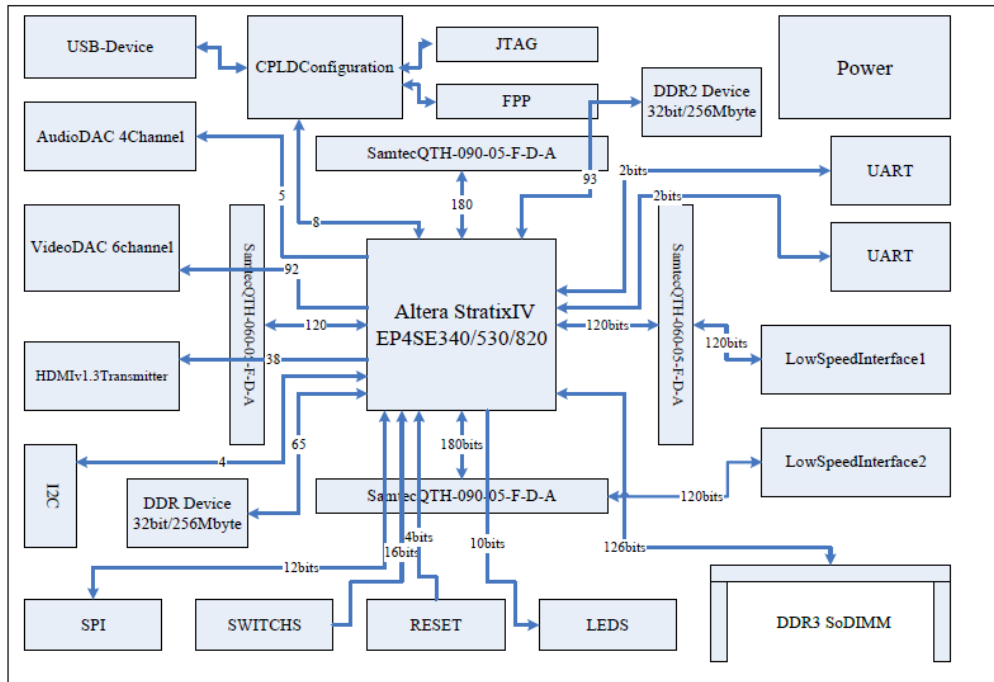 USB-Device
CPLDConfiguration
JTAG
FPP
DDR2 Device
32bit/256Mbyte
Power
AudioDAC 4Channel
SamtecQTH-090-05-F-D-A
2bits
UART
93
5
180
2bits
8
VideoDAC 6channel
SamtecQTH-060-05-F-D-A
92
Altera StratixIV
EP4SE340/530/820
SamtecQTH-060-05-F-D-A
UART
120
120bits
120bits
LowSpeedInterface1
HDMIv1.3Transmitter
38
65
180bits
4
I2C
LowSpeedInterface2
DDR Device
32bit/256Mbyte
SamtecQTH-090-05-F-D-A
120bits
4bits
10bits
16bits
126bits
12bits
SPI
SWITCHS
RESET
LEDS
DDR3 SoDIMM